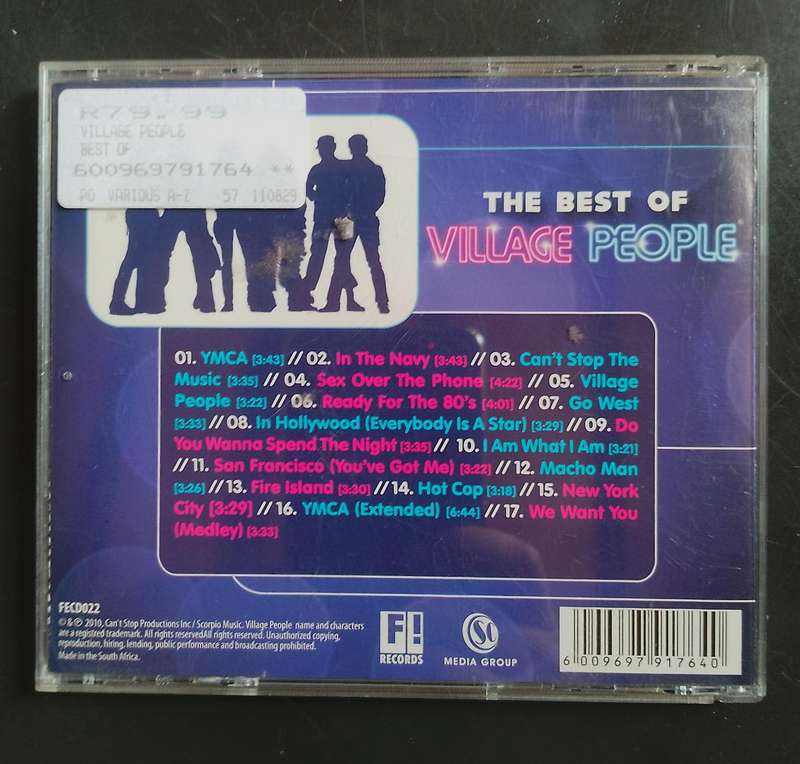 R79.99
VILLAGE PEOPLE
BEST OF
600969791764 **
AO VARIOUS A-Z 57 110829
THE BEST OF
VILLAGE PEOPLE
01. YMCA [3:43] // 02. In The Navy [3:43] // 03. Can't Stop The
Music [3:35] // 04. Sex Over The Phone [4:22] // 05. Village
People [3:22] // 06. Ready For The 80's [4:01] // 07. Go West
[3:33] // 08. In Hollywood (Everybody Is A Star) [3:29] // 09. Do
You Wanna Spend The Night [3:35] // 10. I Am What I Am [3:21]
// 11. San Francisco (You've Got Me) [3:22] // 12. Macho Man
[3:26] // 13. Fire Island [3:30] // 14. Hot Cop [3:18] // 15. New York
City [3:29] // 16. YMCA (Extended) [6:44] // 17. We Want You
(Medley) [3:33]
FECD022
© & ℗ 2010, Can't Stop Productions Inc / Scorpio Music. Village People name and characters
are a registred trademark. All rights reservedAll rights reserved. Unauthorized copying,
reproduction, hiring, lending, public performance and broadcasting prohibited.
Made in the South Africa.
F!
RECORDS
MEDIA GROUP
6 009697 917640